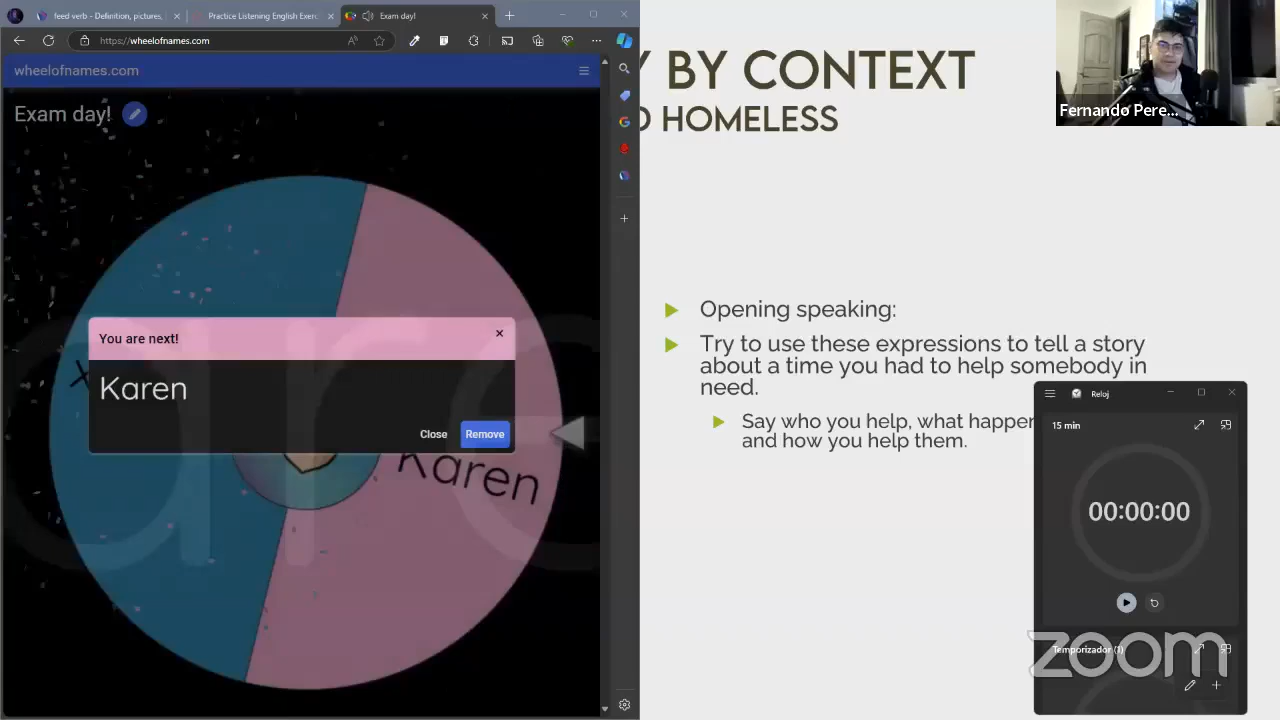 feed verb - Definition, pictures,
Practice Listening English Exerc
Exam day!
https://wheelofnames.com
wheelofnames.com
Exam day!
You are next!
Karen
Close
Remove
Karen
BY CONTEXT
HOMELESS
Opening speaking:
Try to use these expressions to tell a story
about a time you had to help somebody in
need.
Say who you help, what happen
and how you help them.
Fernando Pere...
Reloj
15 min
00:00:00
Temporizador (1)
zoom